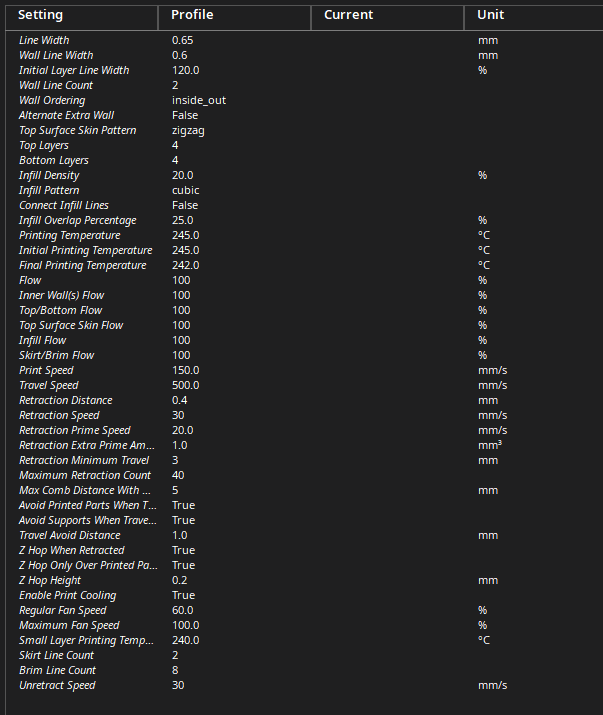 Setting Profile Current Unit
Line Width 0.65 mm
Wall Line Width 0.6 mm
Initial Layer Line Width 120.0 %
Wall Line Count 2
Wall Ordering inside_out
Alternate Extra Wall False
Top Surface Skin Pattern zigzag
Top Layers 4
Bottom Layers 4
Infill Density 20.0 %
Infill Pattern cubic
Connect Infill Lines False
Infill Overlap Percentage 25.0 %
Printing Temperature 245.0 °C
Initial Printing Temperature 245.0 °C
Final Printing Temperature 242.0 °C
Flow 100 %
Inner Wall(s) Flow 100 %
Top/Bottom Flow 100 %
Top Surface Skin Flow 100 %
Infill Flow 100 %
Skirt/Brim Flow 100 %
Print Speed 150.0 mm/s
Travel Speed 500.0 mm/s
Retraction Distance 0.4 mm
Retraction Speed 30 mm/s
Retraction Prime Speed 20.0 mm/s
Retraction Extra Prime Am... 1.0 mm³
Retraction Minimum Travel 3 mm
Maximum Retraction Count 40
Max Comb Distance With ... 5 mm
Avoid Printed Parts When T... True
Avoid Supports When Trave... True
Travel Avoid Distance 1.0 mm
Z Hop When Retracted True
Z Hop Only Over Printed Pa... True
Z Hop Height 0.2 mm
Enable Print Cooling True
Regular Fan Speed 60.0 %
Maximum Fan Speed 100.0 %
Small Layer Printing Temp... 240.0 °C
Skirt Line Count 2
Brim Line Count 8
Unretract Speed 30 mm/s